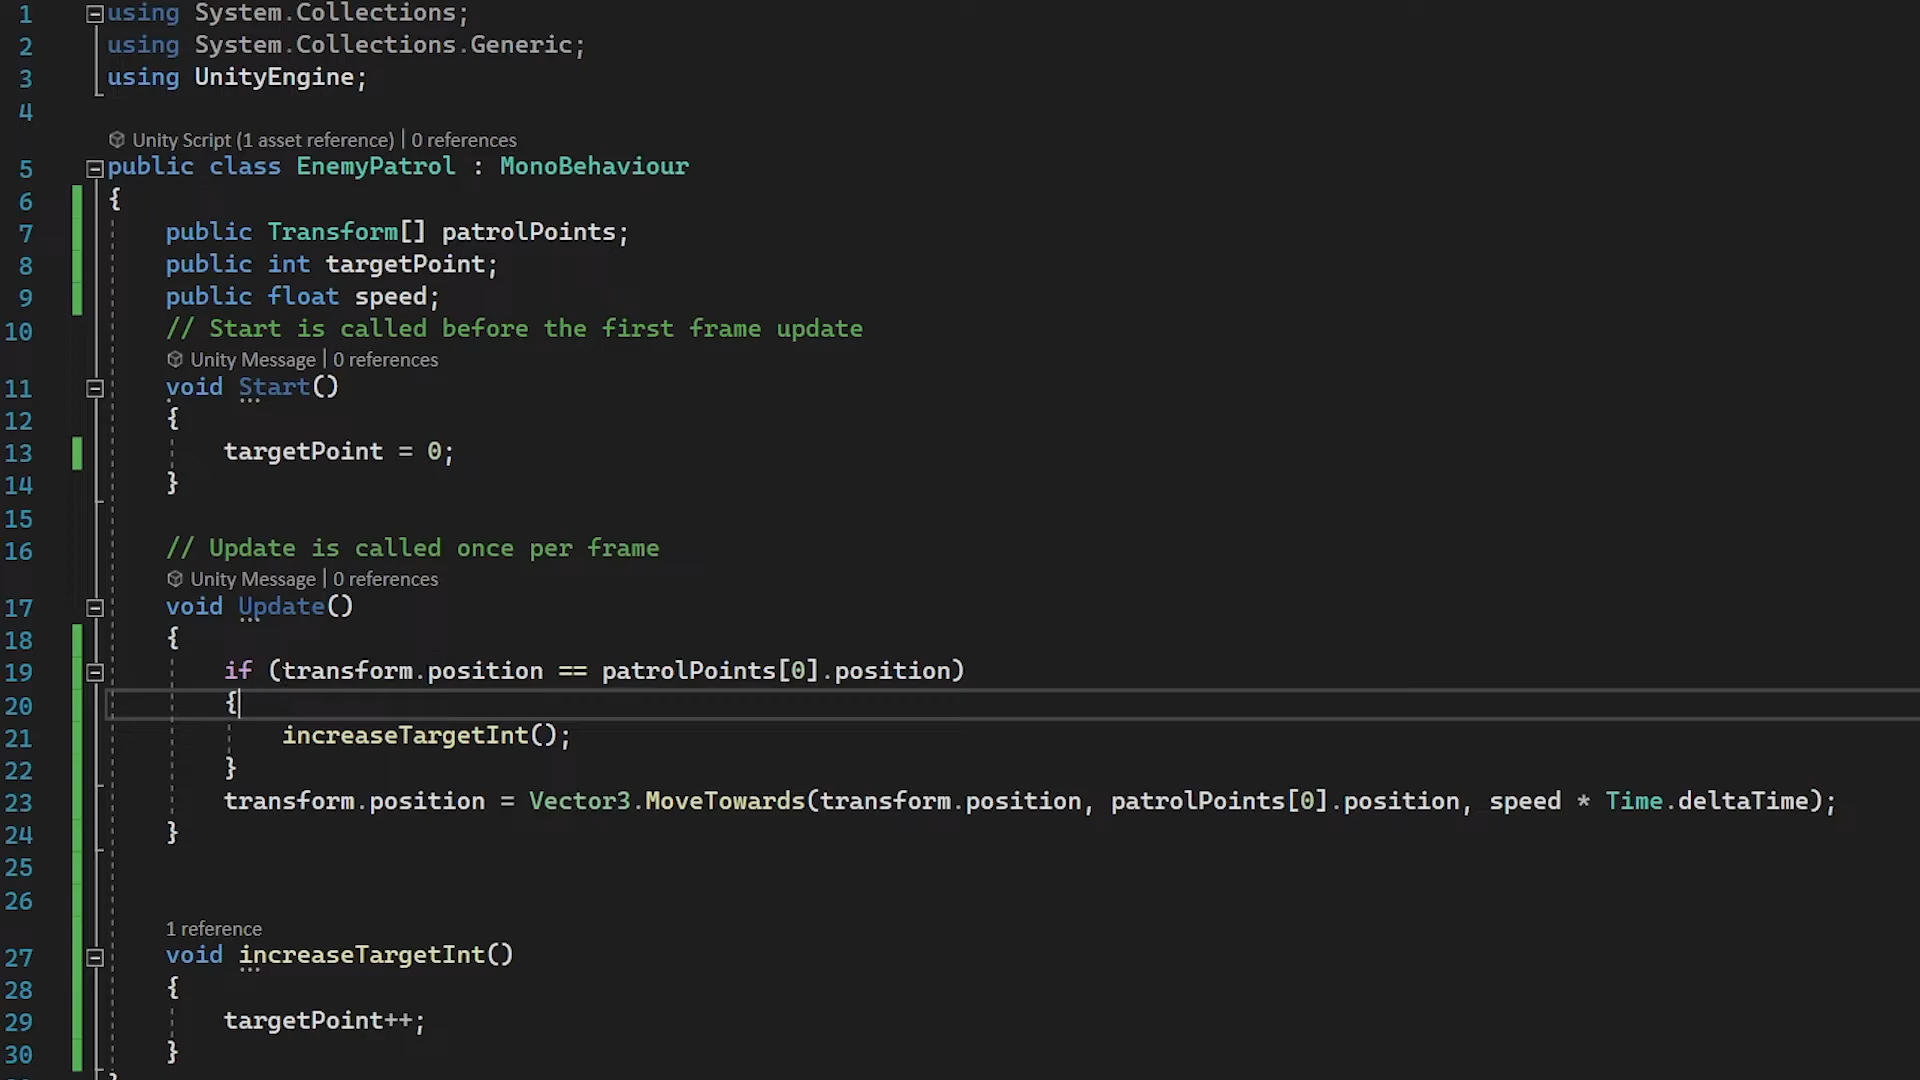 1 using System.Collections;
2 using System.Collections.Generic;
3 using UnityEngine;
4
Unity Script (1 asset reference) | 0 references
5 public class EnemyPatrol : MonoBehaviour
6 {
7 public Transform[] patrolPoints;
8 public int targetPoint;
9 public float speed;
10 // Start is called before the first frame update
Unity Message | 0 references
11 void Start()
12 {
13 targetPoint = 0;
14 }
15
16 // Update is called once per frame
Unity Message | 0 references
17 void Update()
18 {
19 if (transform.position == patrolPoints[0].position)
20 {
21 increaseTargetInt();
22 }
23 transform.position = Vector3.MoveTowards(transform.position, patrolPoints[0].position, speed * Time.deltaTime);
24 }
25
26
1 reference
27 void increaseTargetInt()
28 {
29 targetPoint++;
30 }